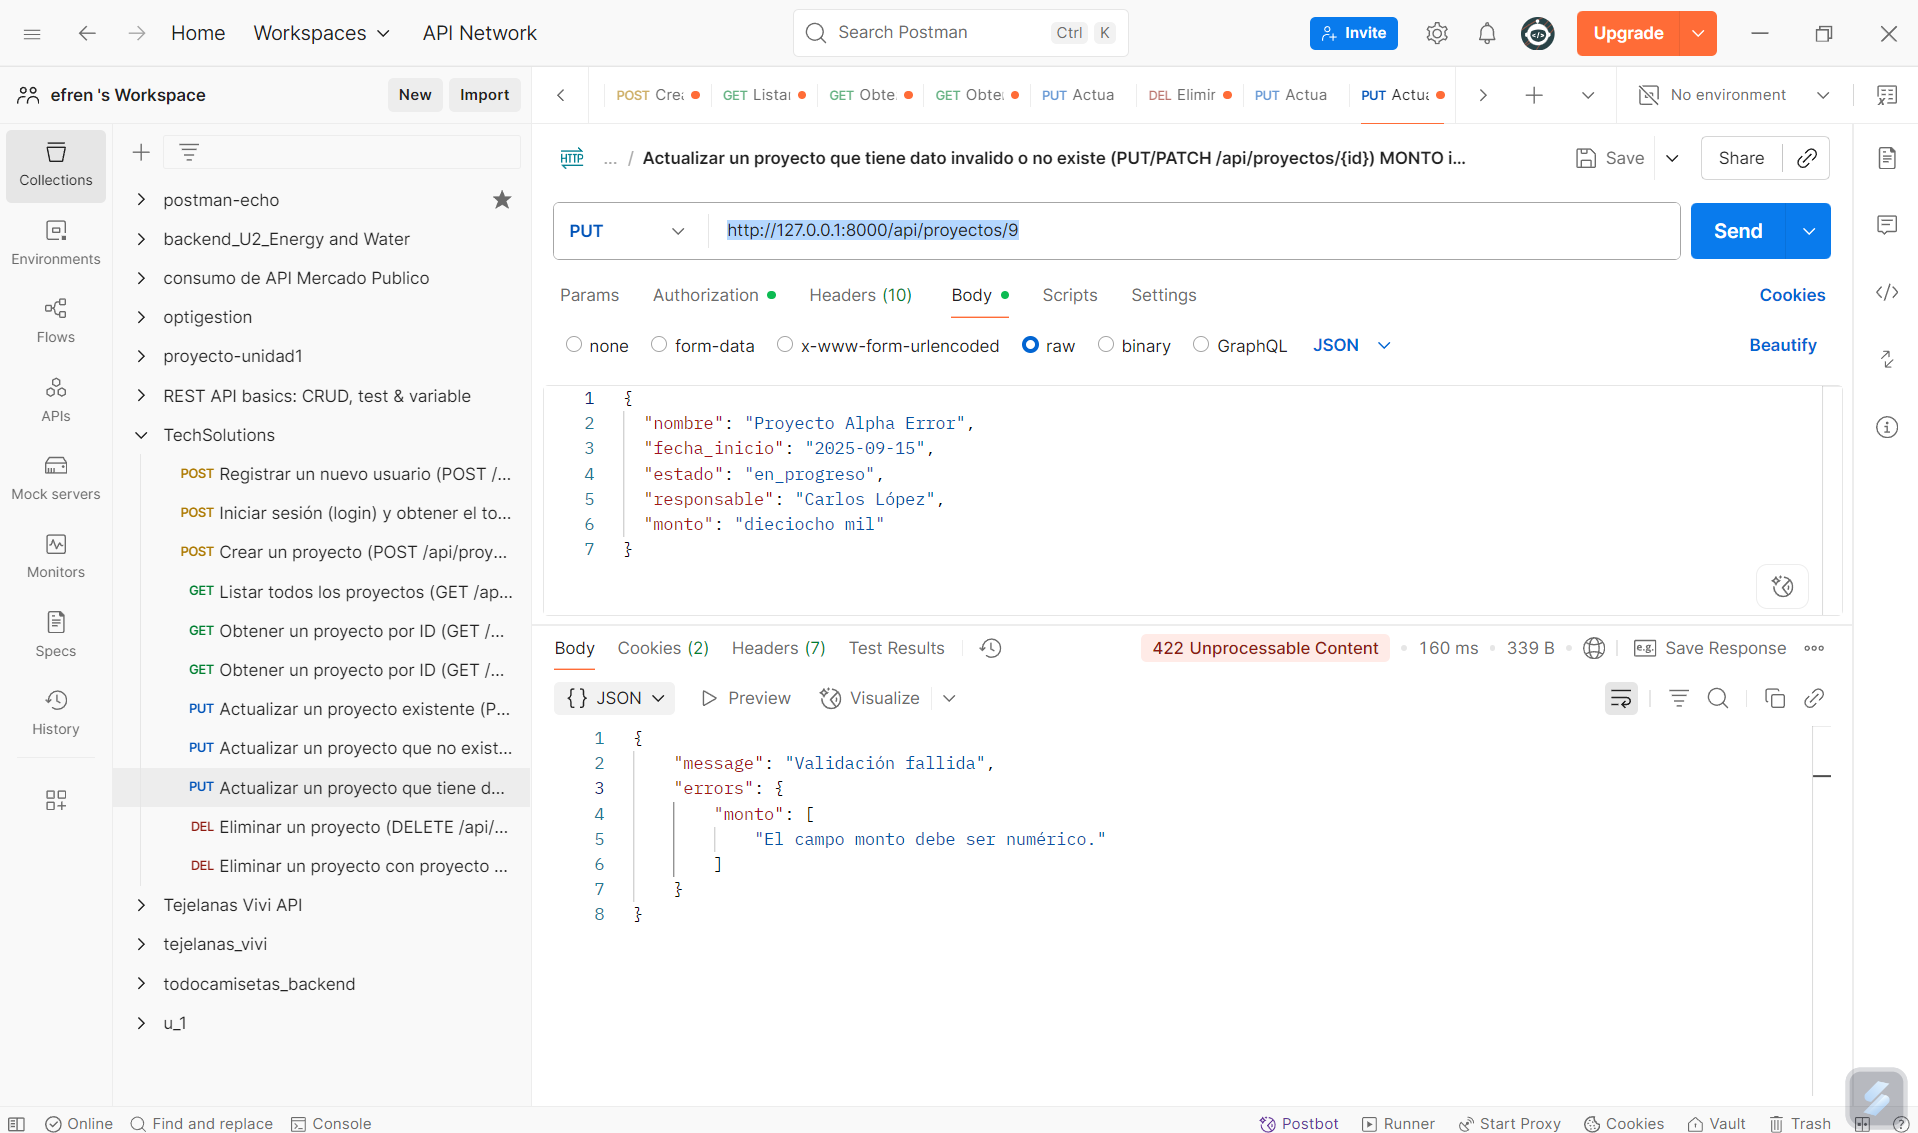 Home Workspaces API Network Search Postman Ctrl K Invite Upgrade
efren 's Workspace New Import
POST Crea GET Listar GET Obte GET Obte PUT Actua DEL Elimir PUT Actua PUT Actua No environment
Collections
Environments
Flows
APIs
Mock servers
Monitors
Specs
History
postman-echo
backend_U2_Energy and Water
consumo de API Mercado Publico
optigestion
proyecto-unidad1
REST API basics: CRUD, test & variable
TechSolutions
POST Registrar un nuevo usuario (POST /...
POST Iniciar sesión (login) y obtener el to...
POST Crear un proyecto (POST /api/proy...
GET Listar todos los proyectos (GET /ap...
GET Obtener un proyecto por ID (GET /...
GET Obtener un proyecto por ID (GET /...
PUT Actualizar un proyecto existente (P...
PUT Actualizar un proyecto que no exist...
PUT Actualizar un proyecto que tiene d...
DEL Eliminar un proyecto (DELETE /api/...
DEL Eliminar un proyecto con proyecto ...
Tejelanas Vivi API
tejelanas_vivi
todocamisetas_backend
u_1
HTTP ... / Actualizar un proyecto que tiene dato invalido o no existe (PUT/PATCH /api/proyectos/{id}) MONTO i... Save Share
PUT http://127.0.0.1:8000/api/proyectos/9 Send
Params Authorization Headers (10) Body Scripts Settings Cookies
none form-data x-www-form-urlencoded raw binary GraphQL JSON Beautify
1 {
2 "nombre": "Proyecto Alpha Error",
3 "fecha_inicio": "2025-09-15",
4 "estado": "en_progreso",
5 "responsable": "Carlos López",
6 "monto": "dieciocho mil"
7 }
Body Cookies (2) Headers (7) Test Results 422 Unprocessable Content 160 ms 339 B e.g. Save Response
{} JSON Preview Visualize
1 {
2 "message": "Validación fallida",
3 "errors": {
4 "monto": [
5 "El campo monto debe ser numérico."
6 ]
7 }
8 }
Online Find and replace Console Postbot Runner Start Proxy Cookies Vault Trash